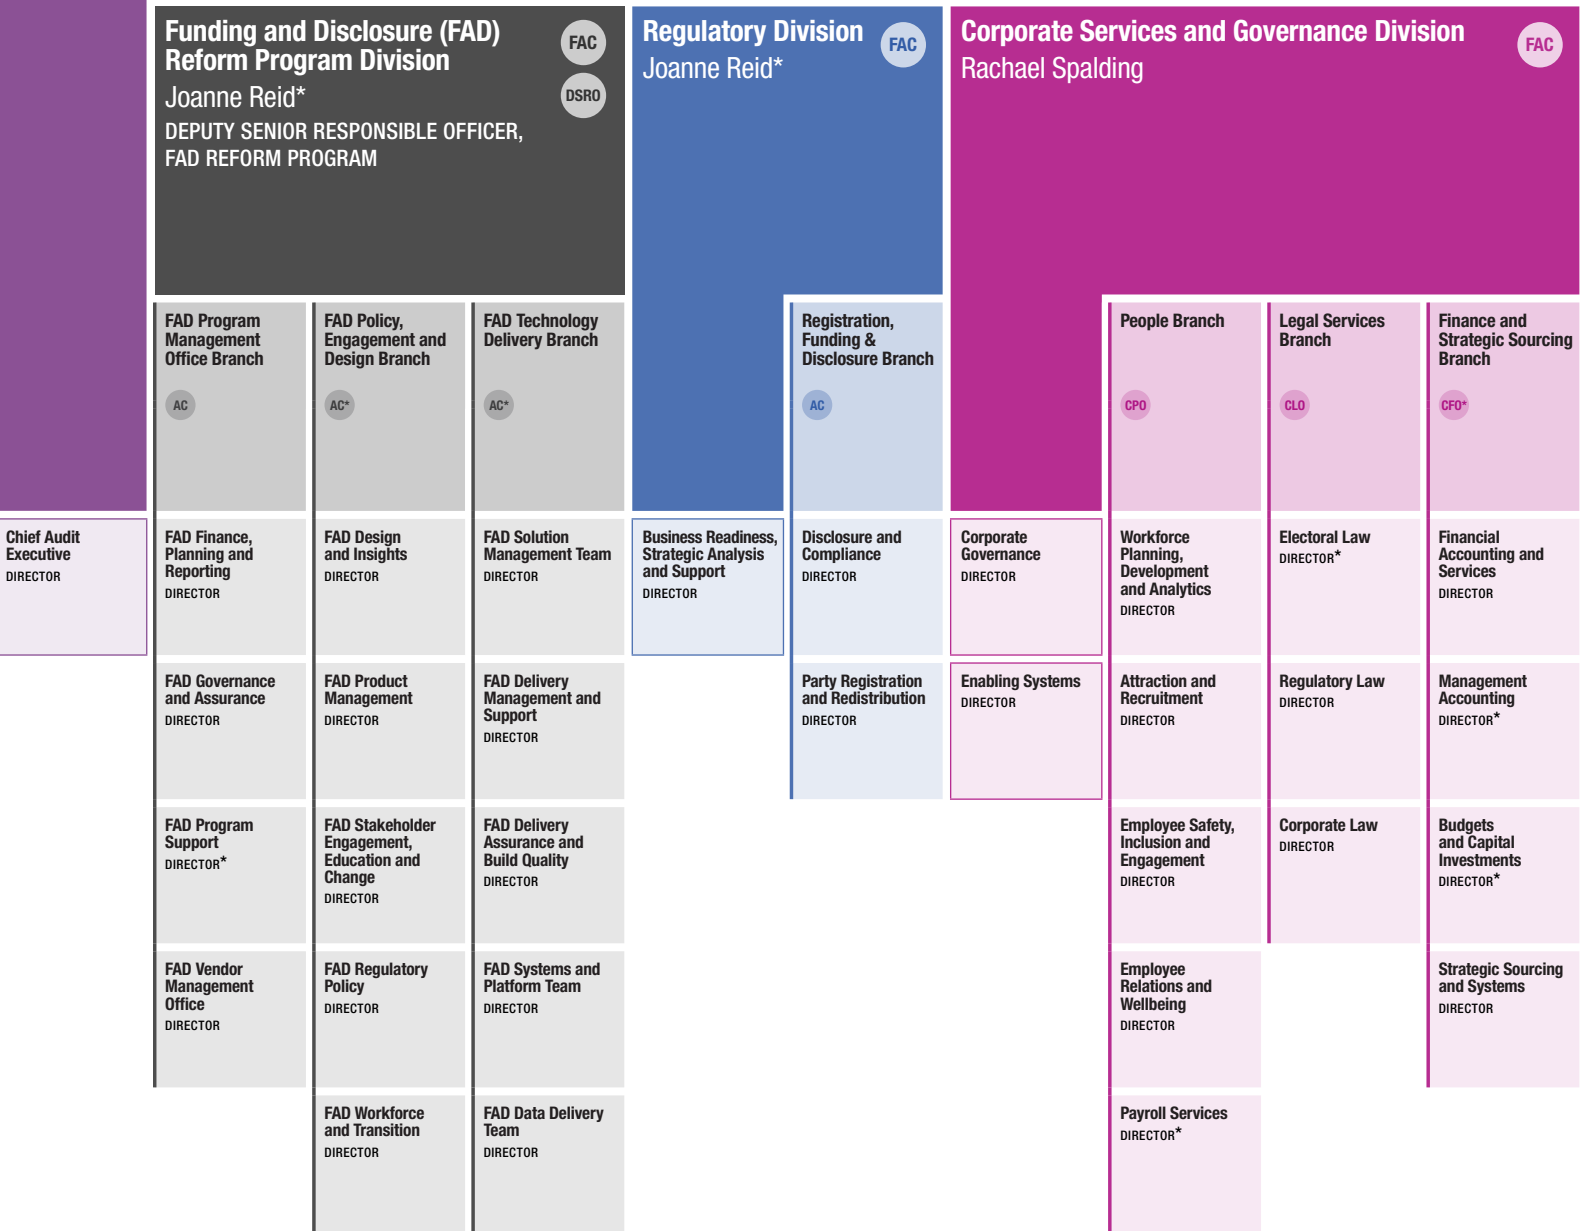 Funding and Disclosure (FAD)
Reform Program Division
Joanne Reid*
DEPUTY SENIOR RESPONSIBLE OFFICER,
FAD REFORM PROGRAM
FAC
DSRO
Regulatory Division
Joanne Reid*
FAC
Corporate Services and Governance Division
Rachael Spalding
FAC
FAD Program
Management
Office Branch
AC
FAD Policy,
Engagement and
Design Branch
AC*
FAD Technology
Delivery Branch
AC*
Registration,
Funding &
Disclosure Branch
AC
People Branch
CPO
Legal Services
Branch
CLO
Finance and
Strategic Sourcing
Branch
CFO*
Chief Audit
Executive
DIRECTOR
FAD Finance,
Planning and
Reporting
DIRECTOR
FAD Design
and Insights
DIRECTOR
FAD Solution
Management Team
DIRECTOR
Business Readiness,
Strategic Analysis
and Support
DIRECTOR
Disclosure and
Compliance
DIRECTOR
Corporate
Governance
DIRECTOR
Workforce
Planning,
Development
and Analytics
DIRECTOR
Electoral Law
DIRECTOR*
Financial
Accounting and
Services
DIRECTOR
FAD Governance
and Assurance
DIRECTOR
FAD Product
Management
DIRECTOR
FAD Delivery
Management and
Support
DIRECTOR
Party Registration
and Redistribution
DIRECTOR
Enabling Systems
DIRECTOR
Attraction and
Recruitment
DIRECTOR
Regulatory Law
DIRECTOR
Management
Accounting
DIRECTOR*
FAD Program
Support
DIRECTOR*
FAD Stakeholder
Engagement,
Education and
Change
DIRECTOR
FAD Delivery
Assurance and
Build Quality
DIRECTOR
Employee Safety,
Inclusion and
Engagement
DIRECTOR
Corporate Law
DIRECTOR
Budgets
and Capital
Investments
DIRECTOR*
FAD Vendor
Management
Office
DIRECTOR
FAD Regulatory
Policy
DIRECTOR
FAD Systems and
Platform Team
DIRECTOR
Employee
Relations and
Wellbeing
DIRECTOR
Strategic Sourcing
and Systems
DIRECTOR
FAD Workforce
and Transition
DIRECTOR
FAD Data Delivery
Team
DIRECTOR
Payroll Services
DIRECTOR*